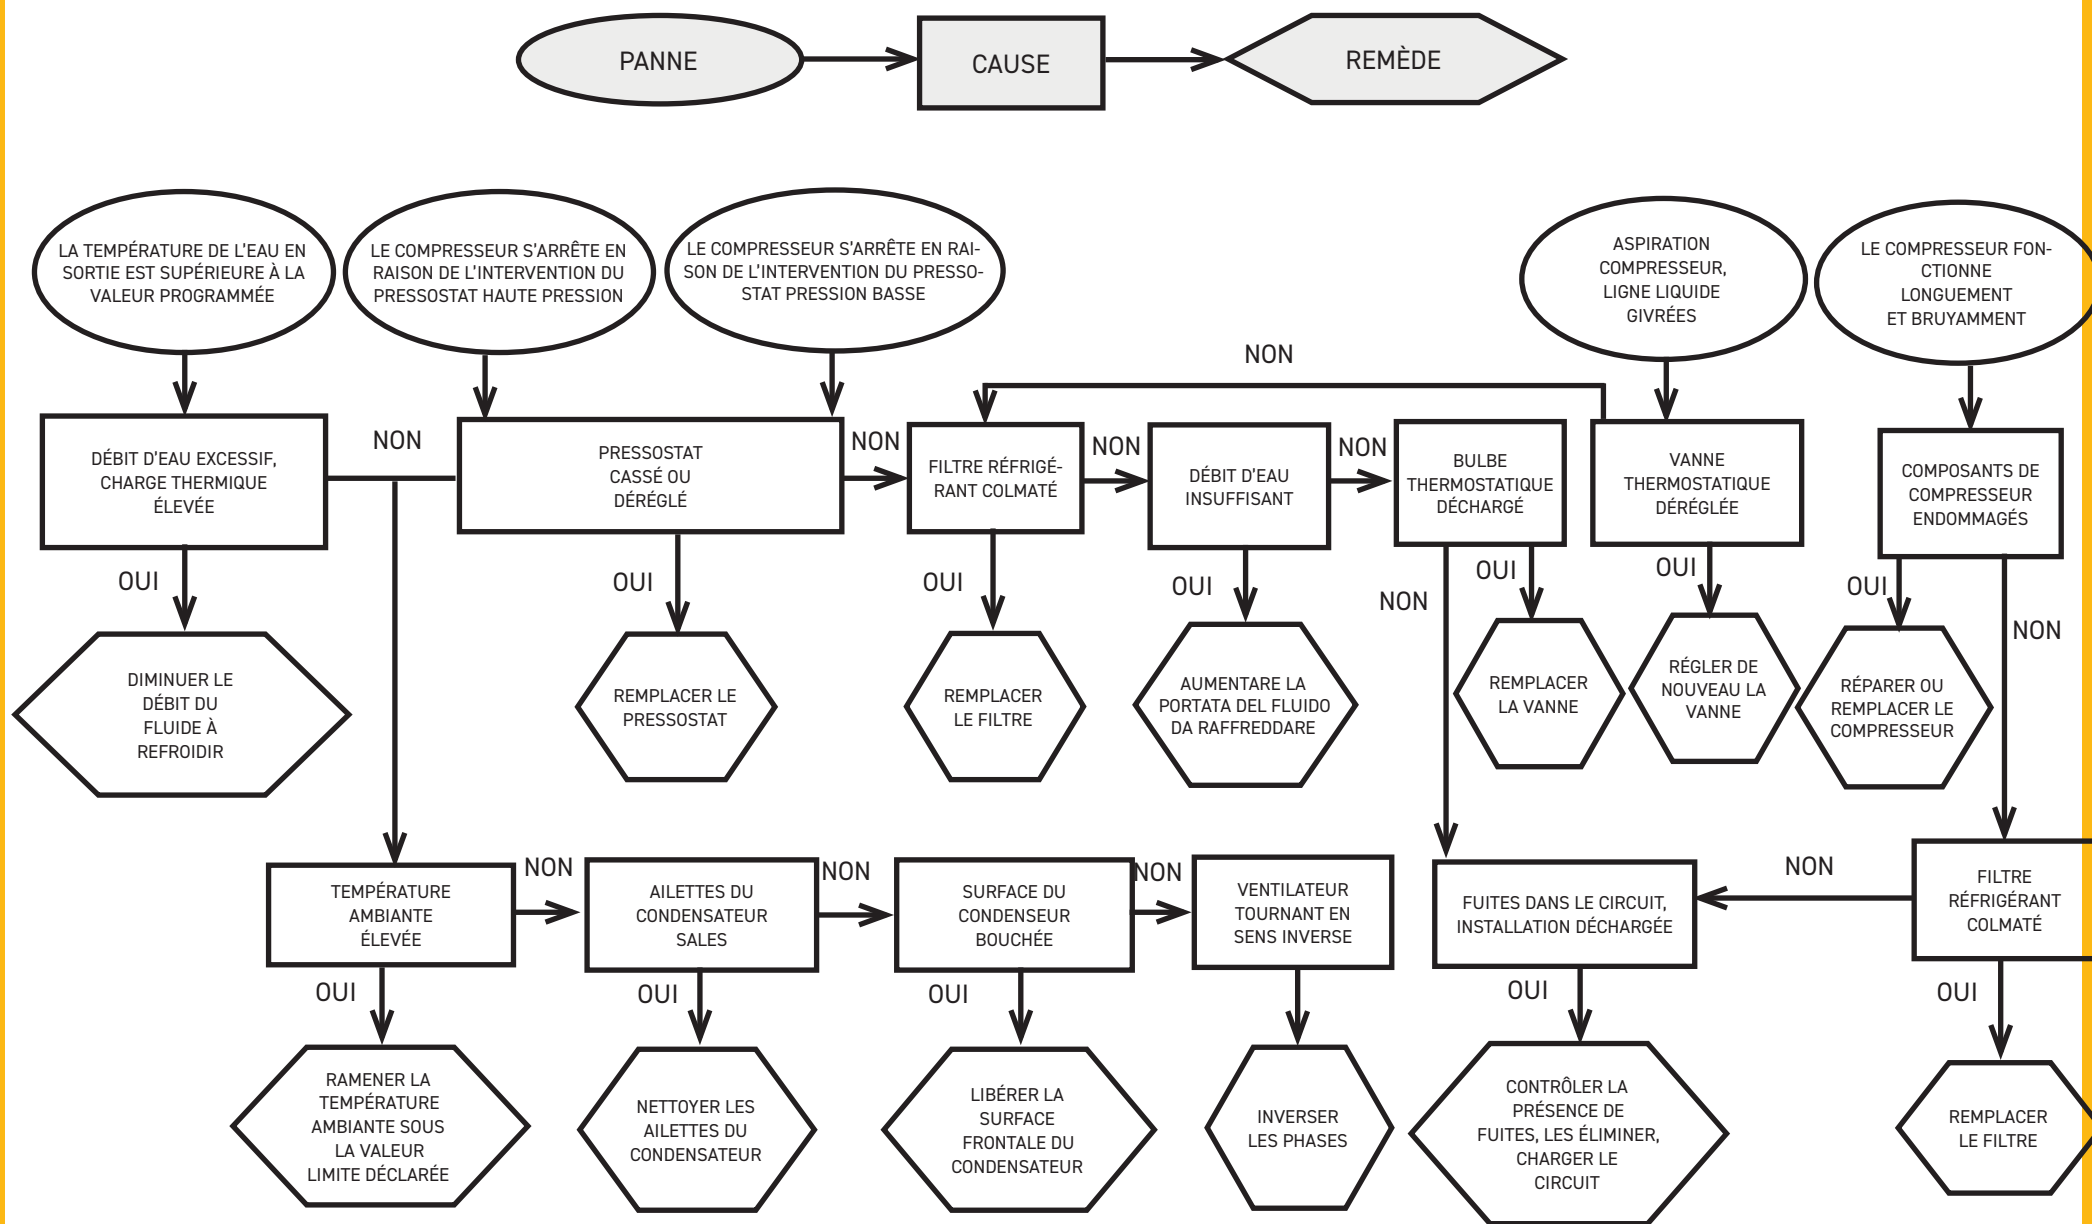 PANNE
CAUSE
REMÈDE
LA TEMPÉRATURE DE L'EAU EN
SORTIE EST SUPÉRIEURE À LA
VALEUR PROGRAMMÉE
LE COMPRESSEUR S'ARRÊTE EN
RAISON DE L'INTERVENTION DU
PRESSOSTAT HAUTE PRESSION
LE COMPRESSEUR S'ARRÊTE EN RAI-
SON DE L'INTERVENTION DU PRESSO-
STAT PRESSION BASSE
ASPIRATION
COMPRESSEUR,
LIGNE LIQUIDE
GIVRÉES
LE COMPRESSEUR FON-
CTIONNE
LONGUEMENT
ET BRUYAMMENT
NON
DÉBIT D'EAU EXCESSIF,
CHARGE THERMIQUE
ÉLEVÉE
NON
PRESSOSTAT
CASSÉ OU
DÉRÉGLÉ
NON
FILTRE RÉFRIGÉ-
RANT COLMATÉ
NON
DÉBIT D'EAU
INSUFFISANT
NON
BULBE
THERMOSTATIQUE
DÉCHARGÉ
VANNE
THERMOSTATIQUE
DÉRÉGLÉE
COMPOSANTS DE
COMPRESSEUR
ENDOMMAGÉS
OUI
OUI
OUI
OUI
NON
OUI
OUI
OUI
NON
DIMINUER LE
DÉBIT DU
FLUIDE À
REFROIDIR
REMPLACER LE
PRESSOSTAT
REMPLACER
LE FILTRE
AUMENTARE LA
PORTATA DEL FLUIDO
DA RAFFREDDARE
REMPLACER
LA VANNE
RÉGLER DE
NOUVEAU LA
VANNE
RÉPARER OU
REMPLACER LE
COMPRESSEUR
TEMPÉRATURE
AMBIANTE
ÉLEVÉE
NON
AILETTES DU
CONDENSATEUR
SALES
NON
SURFACE DU
CONDENSEUR
BOUCHÉE
NON
VENTILATEUR
TOURNANT EN
SENS INVERSE
FUITES DANS LE CIRCUIT,
INSTALLATION DÉCHARGÉE
NON
FILTRE
RÉFRIGÉRANT
COLMATÉ
OUI
OUI
OUI
OUI
OUI
RAMENER LA
TEMPÉRATURE
AMBIANTE SOUS
LA VALEUR
LIMITE DÉCLARÉE
NETTOYER LES
AILETTES DU
CONDENSATEUR
LIBÉRER LA
SURFACE
FRONTALE DU
CONDENSATEUR
INVERSER
LES PHASES
CONTRÔLER LA
PRÉSENCE DE
FUITES, LES ÉLIMINER,
CHARGER LE
CIRCUIT
REMPLACER
LE FILTRE